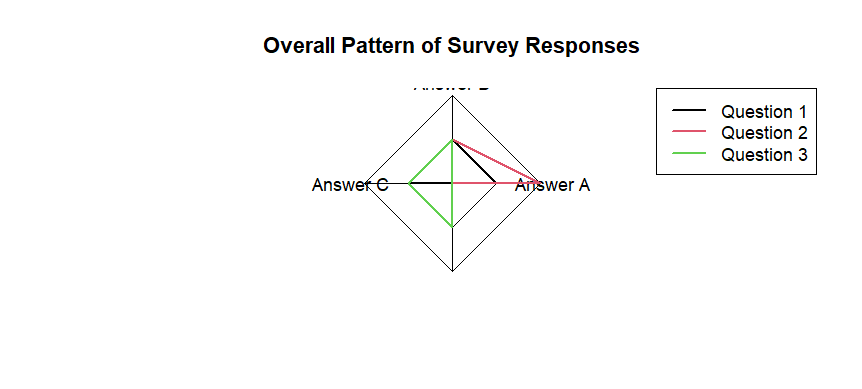 Overall Pattern of Survey Responses
Question 1
Question 2
Question 3
Answer C
Answer A